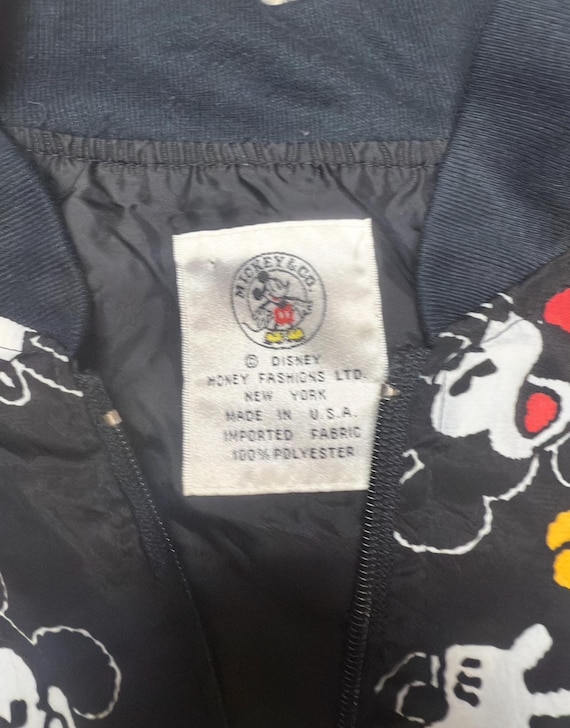 MICKEY & CO.
© DISNEY
HONEY FASHIONS LTD.
NEW YORK
MADE IN U.S.A.
IMPORTED FABRIC
100% POLYESTER